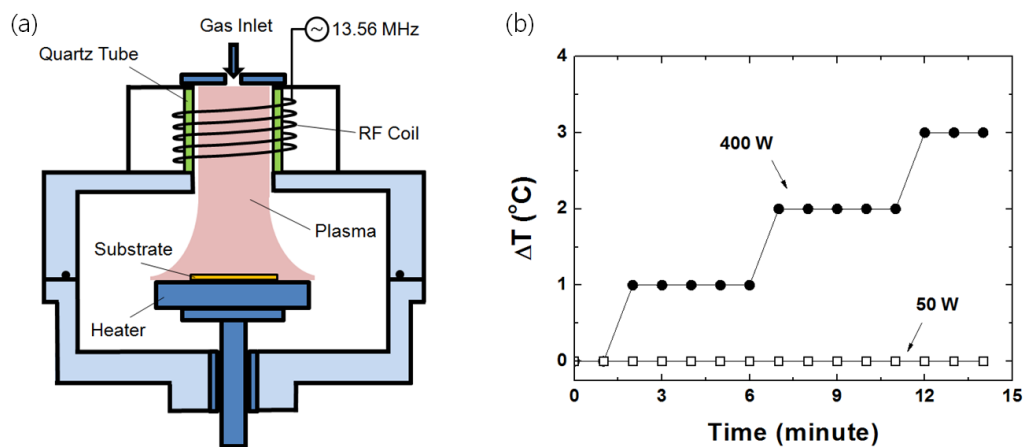 (a)
Gas Inlet
13.56 MHz
Quartz Tube
RF Coil
Plasma
Substrate
Heater
(b)
4
3
2
1
0
ΔT (°C)
400 W
50 W
0 3 6 9 12 15
Time (minute)